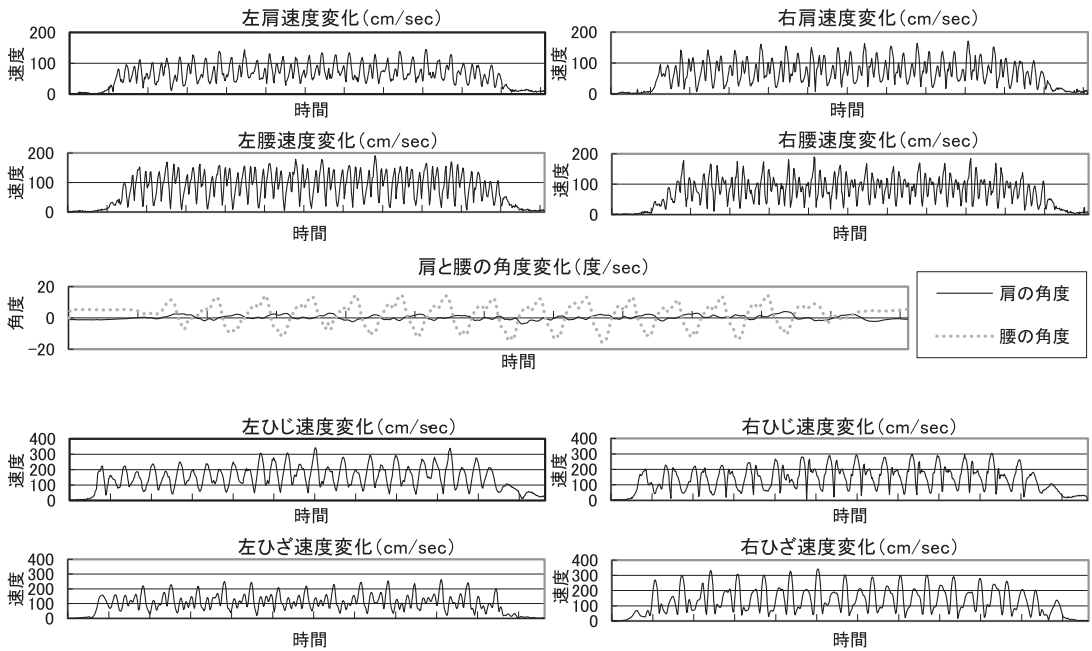 左肩速度変化（cm/sec）
200
100
0
速度
時間
右肩速度変化（cm/sec）
200
100
0
速度
時間
左腰速度変化（cm/sec）
200
100
0
速度
時間
右腰速度変化（cm/sec）
200
100
0
速度
時間
肩と腰の角度変化（度/sec）
20
0
−20
角度
時間
肩の角度
腰の角度
左ひじ速度変化（cm/sec）
400
300
200
100
0
速度
時間
右ひじ速度変化（cm/sec）
400
300
200
100
0
速度
時間
左ひざ速度変化（cm/sec）
400
300
200
100
0
速度
時間
右ひざ速度変化（cm/sec）
400
300
200
100
0
速度
時間